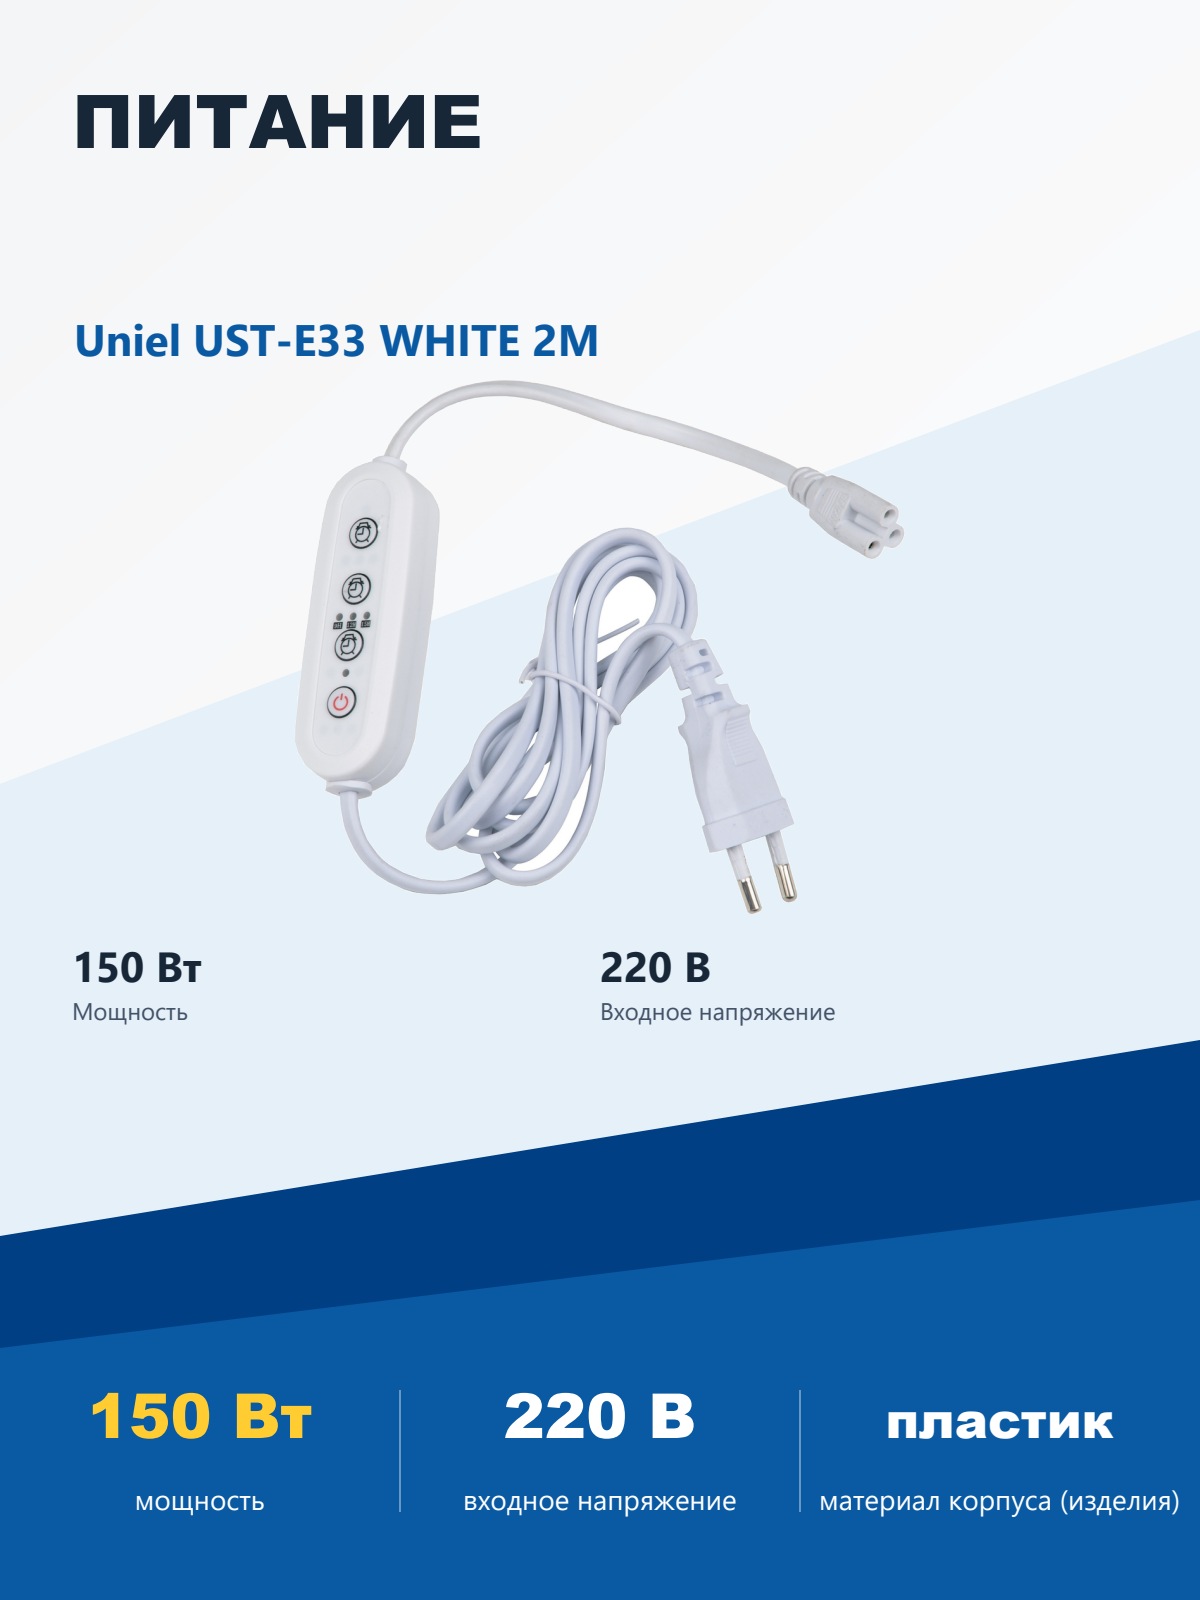 ПИТАНИЕ
Uniel UST-E33 WHITE 2M
150 Вт
Мощность
220 В
Входное напряжение
150 Вт
мощность
220 В
входное напряжение
пластик
материал корпуса (изделия)